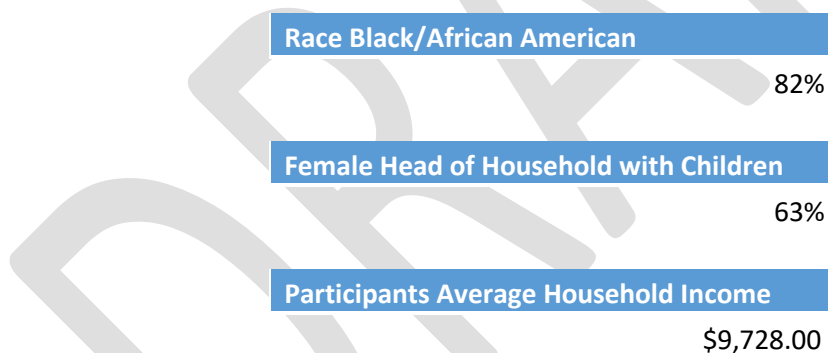 Race Black/African American
82%
Female Head of Household with Children
63%
Participants Average Household Income
$9,728.00